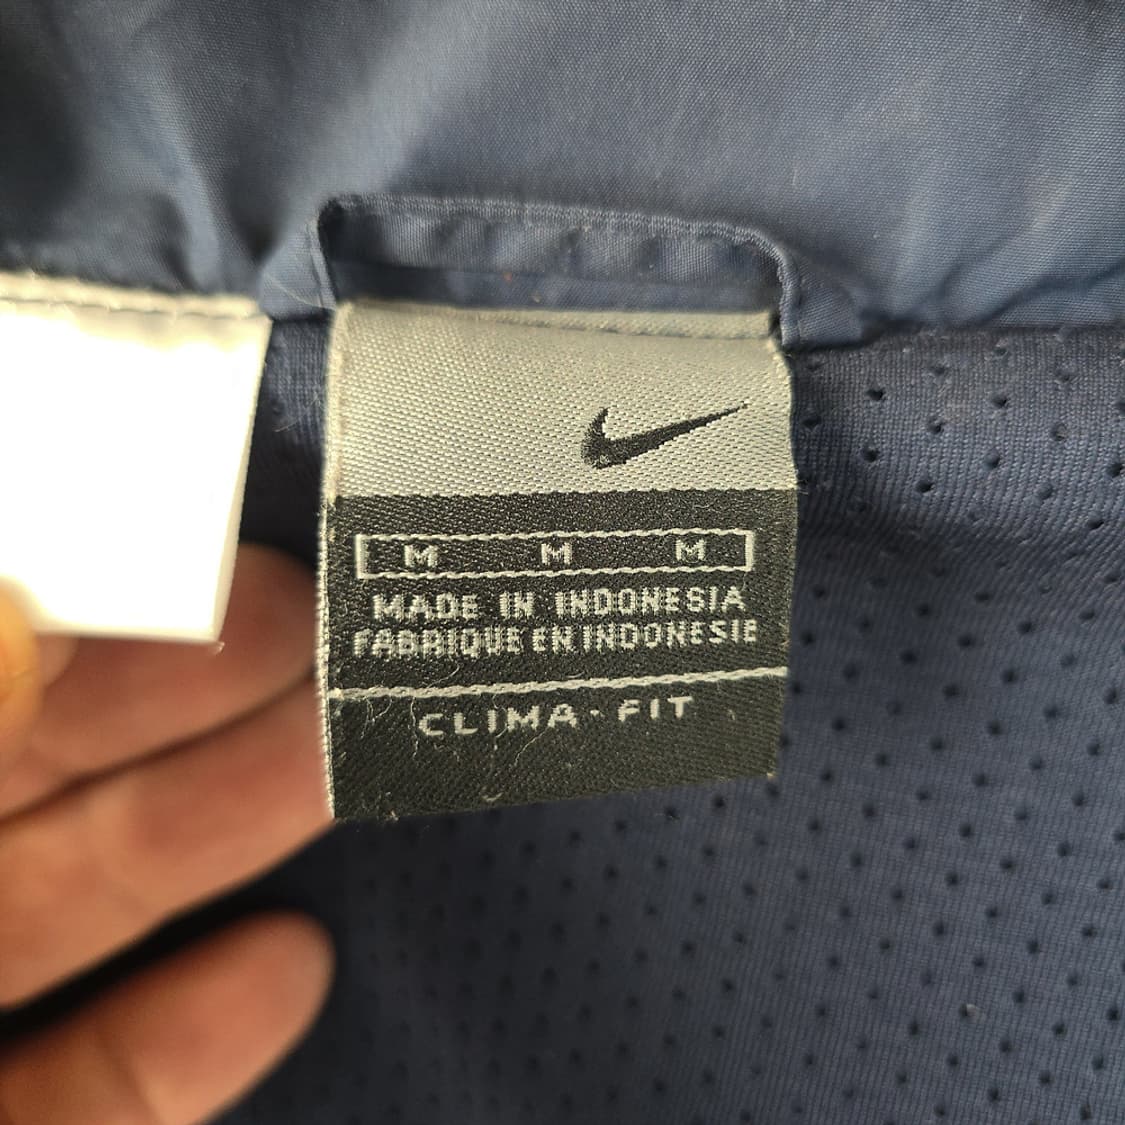 M M M
MADE IN INDONESIA
FABRIQUE EN INDONESIE
CLIMA-FIT